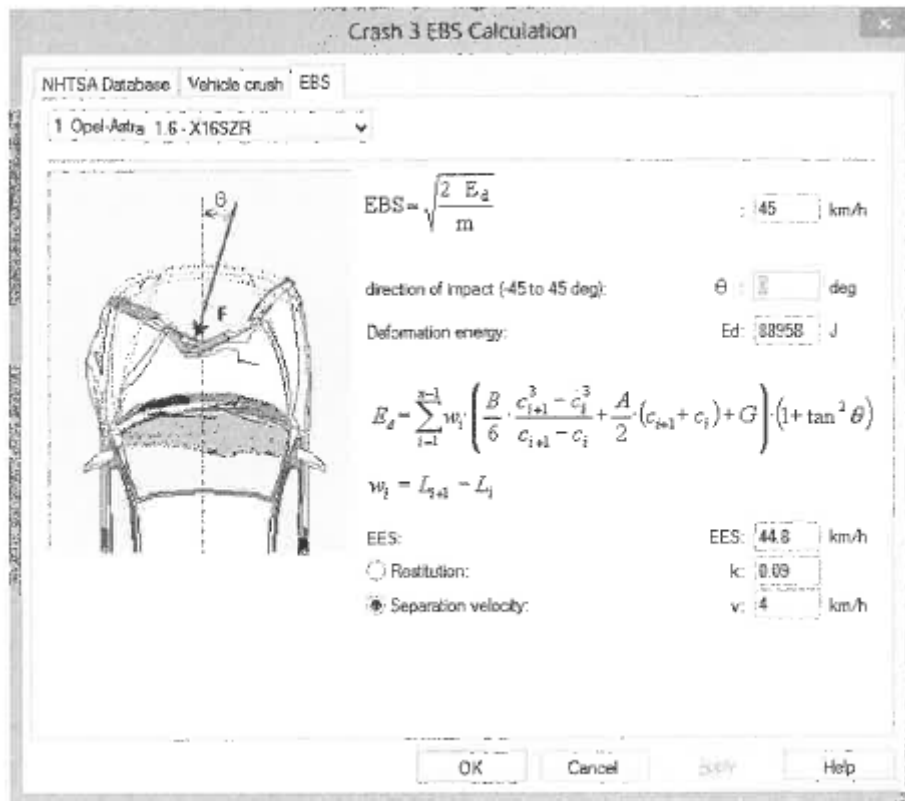 Crash 3 EBS Calculation
NHTSA Database Vehicle crush EBS
1 Opel-Astra 1.6 - X16SZR
θ
F
EBS = √(2 E_d / m) : 45 km/h
direction of impact (-45 to 45 deg): θ : deg
Deformation energy: Ed: 88958 J
E_d = ∑_{i=1}^{n-1} w_i · (B/6 · (c_{i+1}^3 − c_i^3)/(c_{i+1} − c_i) + A/2 · (c_{i+1} + c_i) + G) · (1 + tan² θ)
w_i = L_{i+1} − L_i
EES: EES: 44.8 km/h
Restitution: k: 0.09
Separation velocity: v: 4 km/h
OK Cancel Apply Help